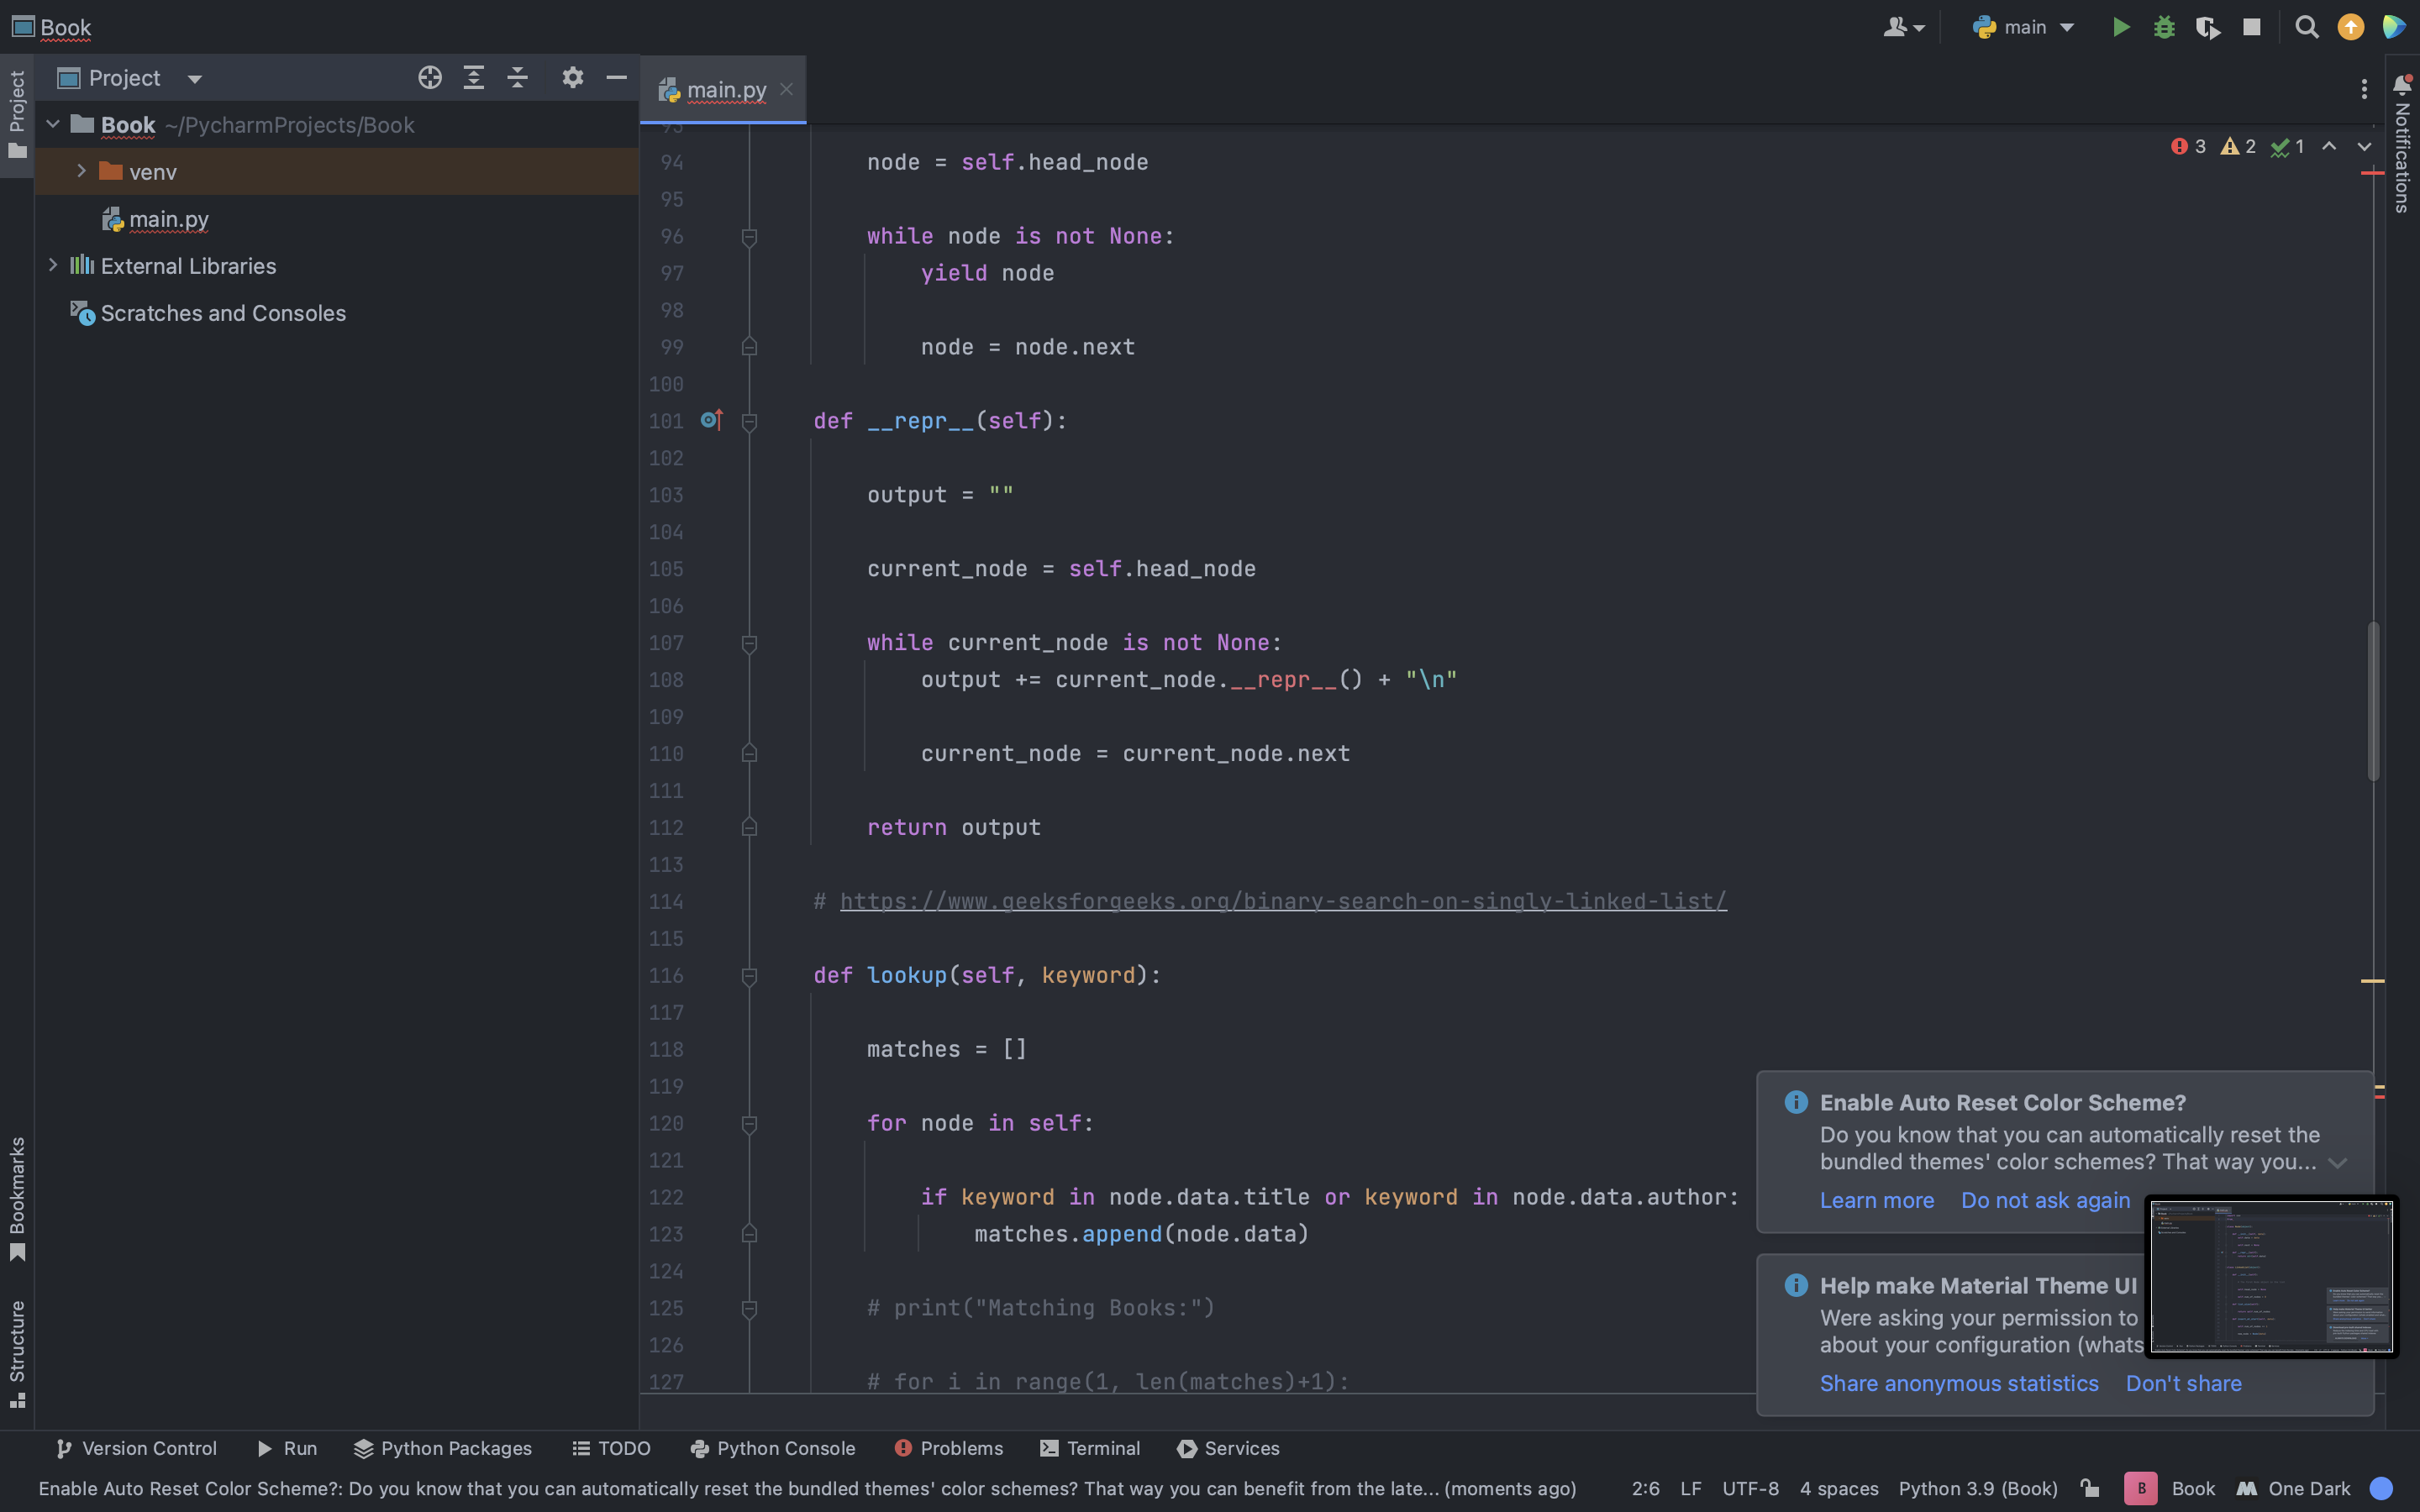 Book
main
Project
Project
main.py
Book ~/PycharmProjects/Book
venv
main.py
External Libraries
Scratches and Consoles
3 2 1
Notifications
93
94 node = self.head_node
95
96 while node is not None:
97 yield node
98
99 node = node.next
100
101 def __repr__(self):
102
103 output = ""
104
105 current_node = self.head_node
106
107 while current_node is not None:
108 output += current_node.__repr__() + "\n"
109
110 current_node = current_node.next
111
112 return output
113
114 # https://www.geeksforgeeks.org/binary-search-on-singly-linked-list/
115
116 def lookup(self, keyword):
117
118 matches = []
119
120 for node in self:
121
122 if keyword in node.data.title or keyword in node.data.author:
123 matches.append(node.data)
124
125 # print("Matching Books:")
126
127 # for i in range(1, len(matches)+1):
Enable Auto Reset Color Scheme?
Do you know that you can automatically reset the
bundled themes' color schemes? That way you...
Learn more Do not ask again
Help make Material Theme UI
Were asking your permission to
about your configuration (whats
Share anonymous statistics Don't share
Bookmarks
Structure
Version Control Run Python Packages TODO Python Console Problems Terminal Services
Enable Auto Reset Color Scheme?: Do you know that you can automatically reset the bundled themes' color schemes? That way you can benefit from the late... (moments ago) 2:6 LF UTF-8 4 spaces Python 3.9 (Book) B Book One Dark